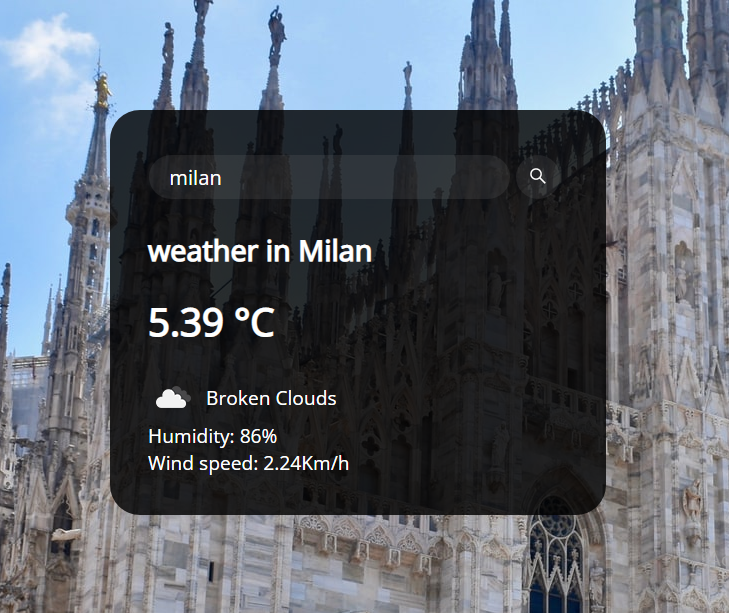 milan
weather in Milan
5.39 °C
Broken Clouds
Humidity: 86%
Wind speed: 2.24Km/h